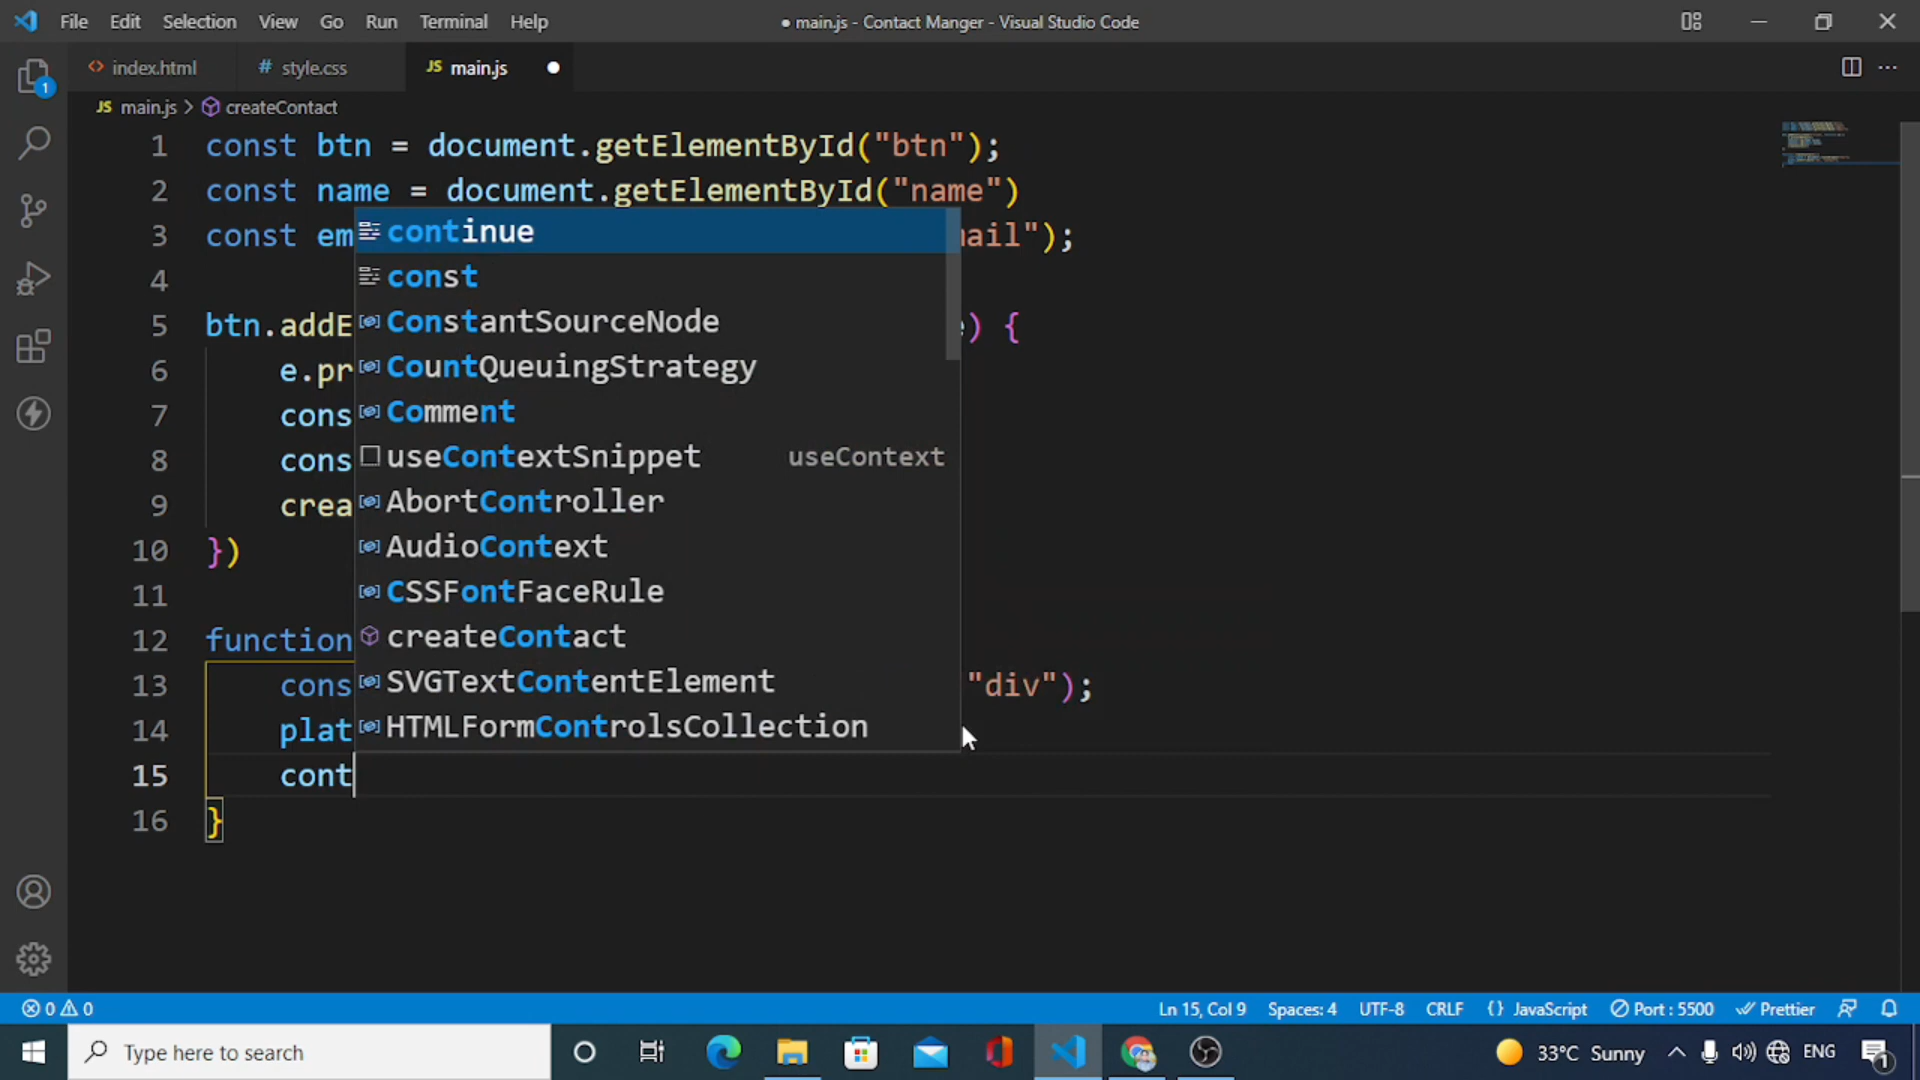 File Edit Selection View Go Run Terminal Help ● main.js - Contact Manger - Visual Studio Code
index.html # style.css JS main.js ●
JS main.js > createContact
1 const btn = document.getElementById("btn");
2 const name = document.getElementById("name")
3 const em mail");
4
5 btn.addE e) {
6 e.pr
7 cons
8 cons
9 crea
10 })
11
12 function
13 cons "div");
14 plat
15 cont
16 }
continue
const
ConstantSourceNode
CountQueuingStrategy
Comment
useContextSnippet useContext
AbortController
AudioContext
CSSFontFaceRule
createContact
SVGTextContentElement
HTMLFormControlsCollection
1
0 0 Ln 15, Col 9 Spaces: 4 UTF-8 CRLF {} JavaScript Port : 5500 Prettier
Type here to search 33°C Sunny ENG 1